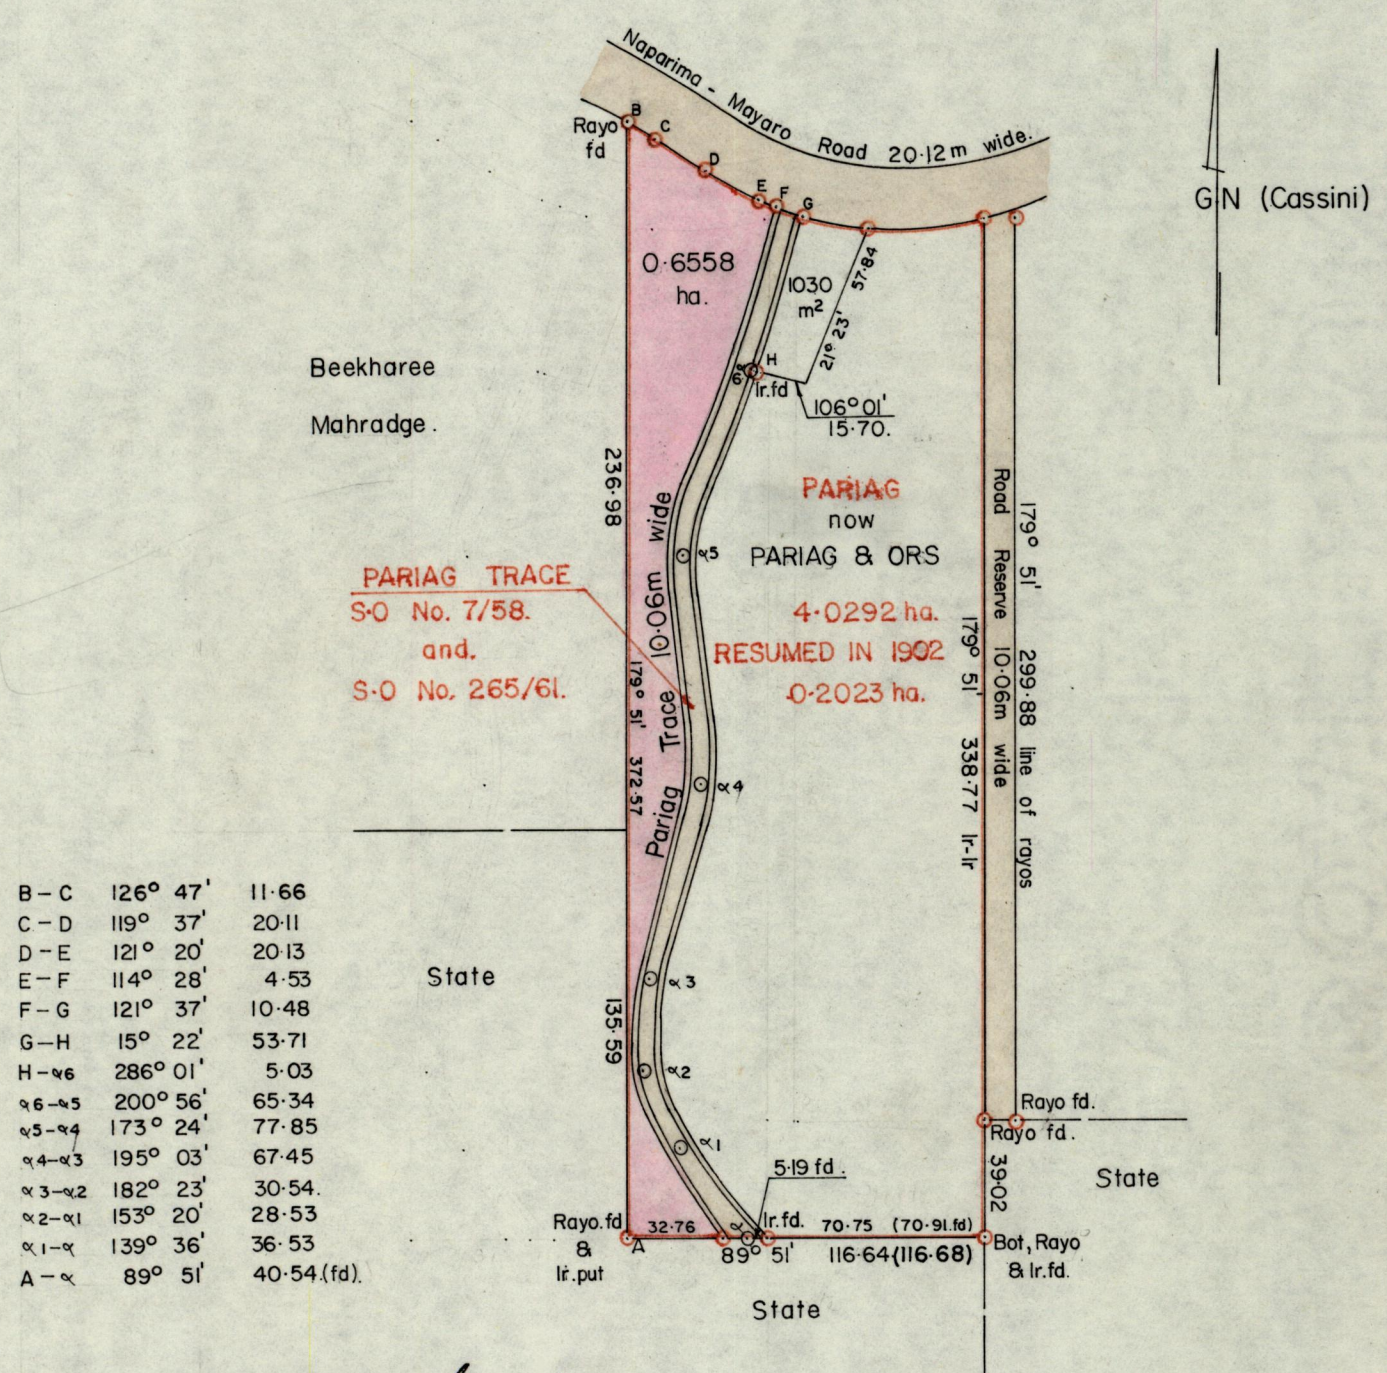 Naparima - Mayaro Road 20·12m wide.
B
C
D
E
F
G
Rayo
fd
G N (Cassini)
0·6558
ha.
1030
m²
57·84
21° 23'
H
α6
Ir.fd
106° 01'
15·70.
Beekharee
Mahradge.
236·98
PARIAG
now
PARIAG & ORS
4·0292 ha.
RESUMED IN 1902
0·2023 ha.
PARIAG TRACE
S·O No. 7/58.
and.
S·O No. 265/61.
Pariag Trace 10·06m wide
179° 51' 372·57
α5
α4
α3
α2
α1
α
Road Reserve 10·06m wide
179° 51' 299·88 line of rayos
179° 51' 338·77 Ir-Ir
State
135·59
B - C 126° 47' 11·66
C - D 119° 37' 20·11
D - E 121° 20' 20·13
E - F 114° 28' 4·53
F - G 121° 37' 10·48
G - H 15° 22' 53·71
H - α6 286° 01' 5·03
α6 - α5 200° 56' 65·34
α5 - α4 173° 24' 77·85
α4 - α3 195° 03' 67·45
α3 - α2 182° 23' 30·54.
α2 - α1 153° 20' 28·53
α1 - α 139° 36' 36·53
A - α 89° 51' 40·54.(fd).
Rayo fd.
Rayo fd.
39·02
State
5·19 fd.
Rayo.fd
&
Ir.put
A
32·76
Ir.fd.
70·75 (70·91.fd)
89° 51' 116·64(116·68)
Bot, Rayo
& Ir.fd.
State